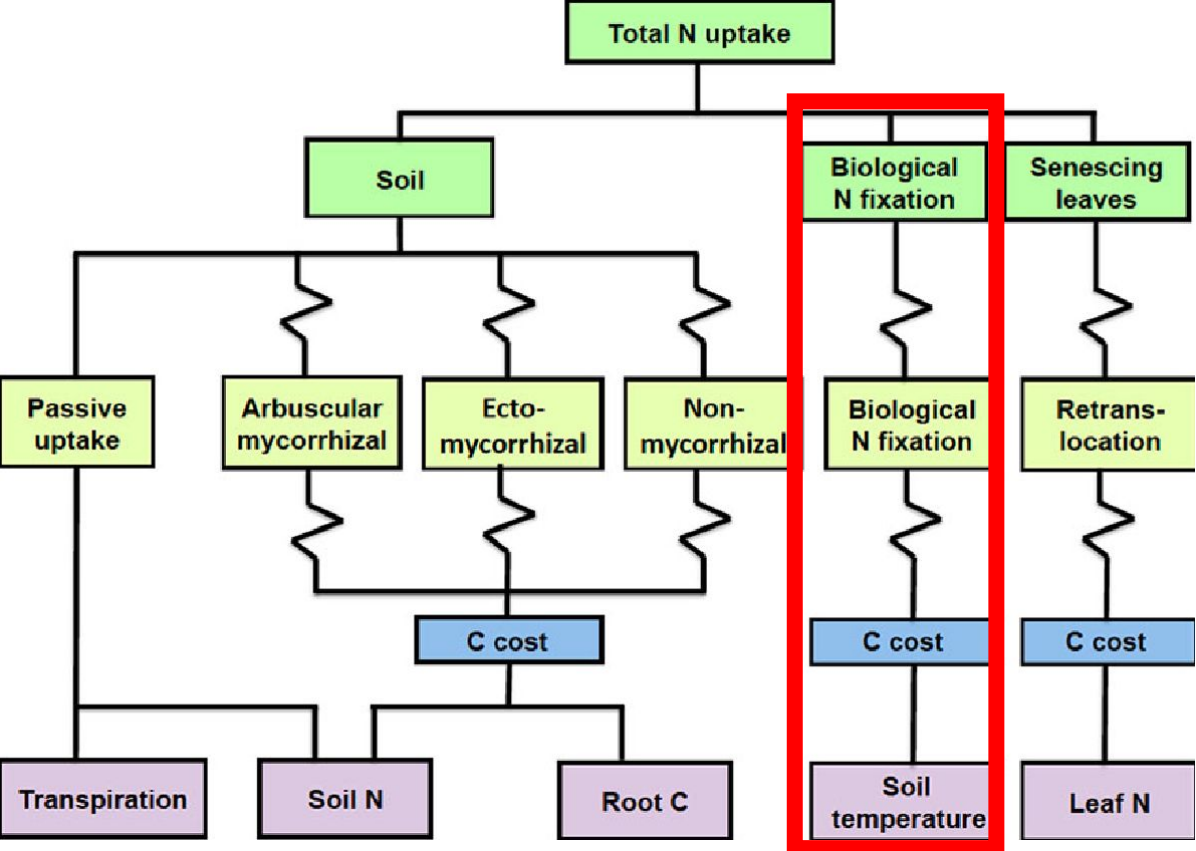 Total N uptake
Soil
Biological
N fixation
Senescing
leaves
Passive
uptake
Arbuscular
mycorrhizal
Ecto-
mycorrhizal
Non-
mycorrhizal
Biological
N fixation
Retrans-
location
C cost
C cost
C cost
Transpiration
Soil N
Root C
Soil
temperature
Leaf N